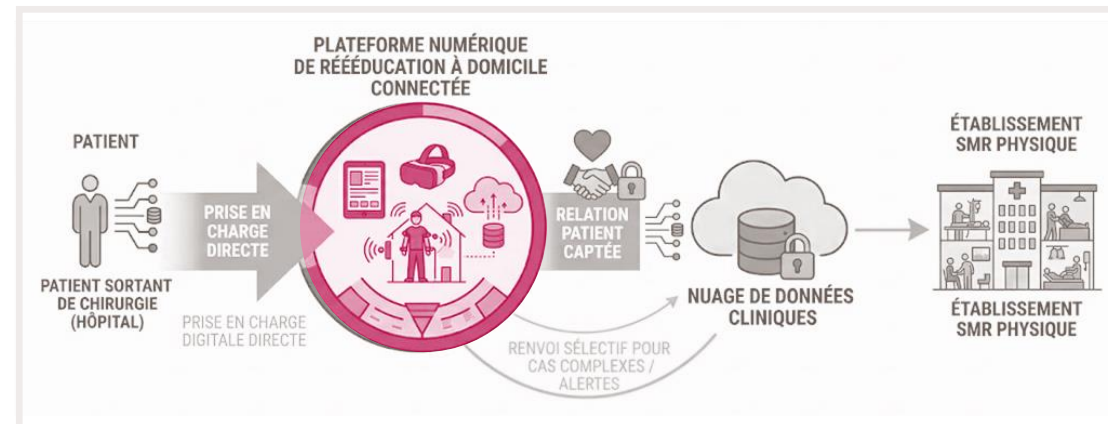 PLATEFORME NUMÉRIQUE
DE REÉÉDUCATION À DOMICILE
CONNECTÉE
PATIENT
PRISE EN
CHARGE
DIRECTE
PATIENT SORTANT
DE CHIRURGIE
(HÔPITAL)
PRISE EN CHARGE
DIGITALE DIRECTE
RELATION
PATIENT
CAPTÉE
NUAGE DE DONNÉES
CLINIQUES
RENVOI SÉLECTIF POUR
CAS COMPLEXES /
ALERTES
ÉTABLISSEMENT
SMR PHYSIQUE
ÉTABLISSEMENT
SMR PHYSIQUE